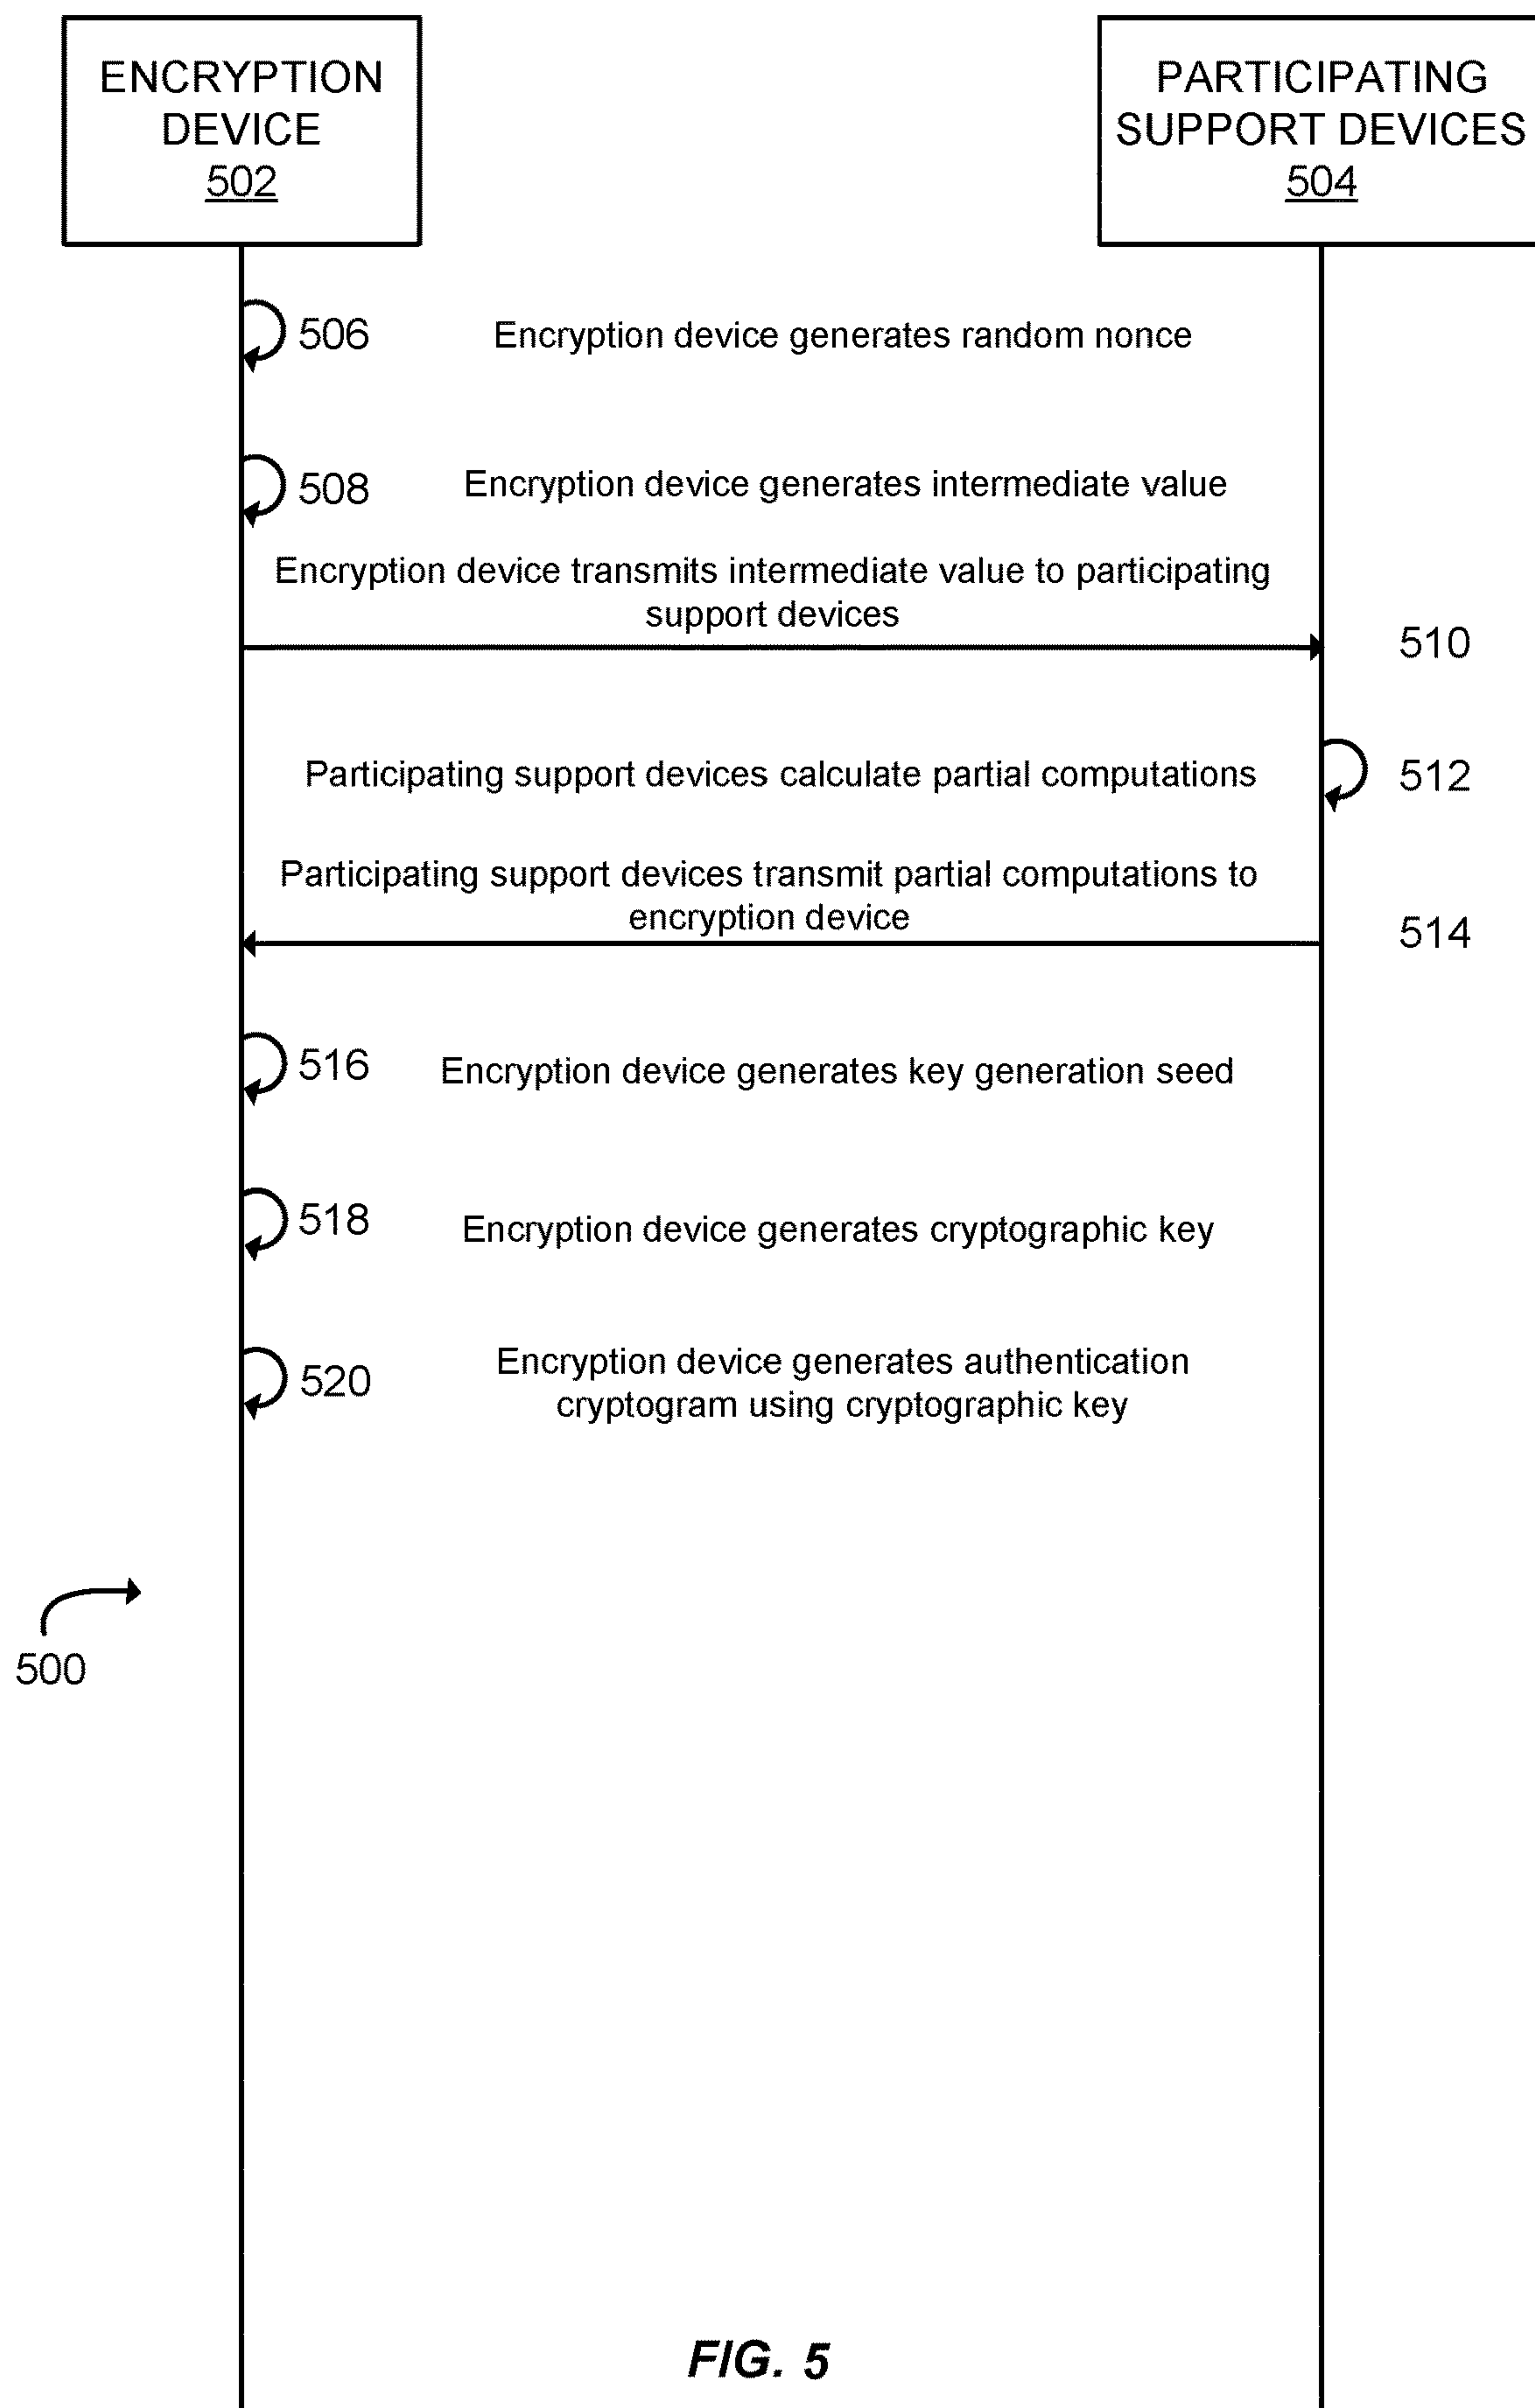 ENCRYPTION
DEVICE
502
PARTICIPATING
SUPPORT DEVICES
504
506
Encryption device generates random nonce
508
Encryption device generates intermediate value
Encryption device transmits intermediate value to participating
support devices
510
Participating support devices calculate partial computations
512
Participating support devices transmit partial computations to
encryption device
514
516
Encryption device generates key generation seed
518
Encryption device generates cryptographic key
520
Encryption device generates authentication
cryptogram using cryptographic key
500
FIG. 5